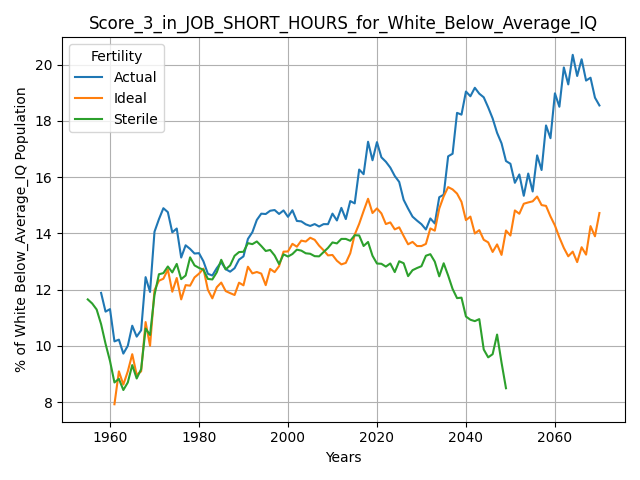 Score_3_in_JOB_SHORT_HOURS_for_White_Below_Average_IQ
Fertility
Actual
Ideal
Sterile
% of White Below_Average_IQ Population
20
18
16
14
12
10
8
1960 1980 2000 2020 2040 2060
Years